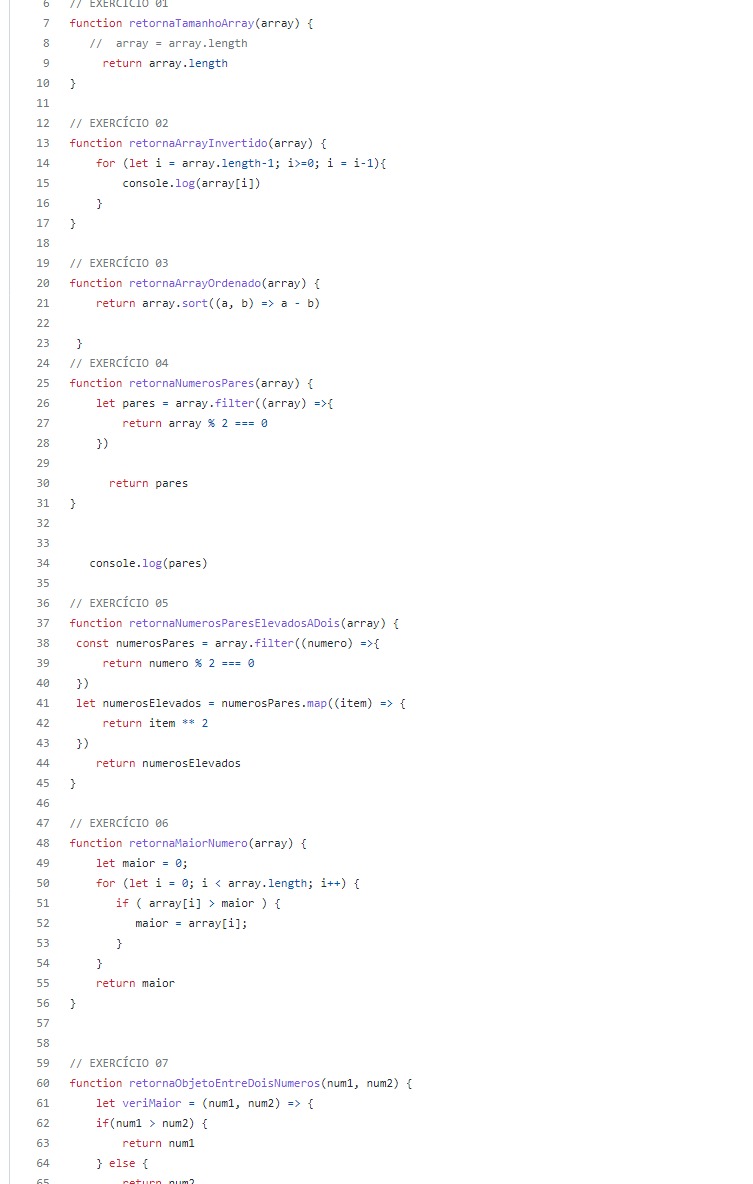 6 // EXERCÍCIO 01
7 function retornaTamanhoArray(array) {
8 // array = array.length
9 return array.length
10 }
11
12 // EXERCÍCIO 02
13 function retornaArrayInvertido(array) {
14 for (let i = array.length-1; i>=0; i = i-1){
15 console.log(array[i])
16 }
17 }
18
19 // EXERCÍCIO 03
20 function retornaArrayOrdenado(array) {
21 return array.sort((a, b) => a - b)
22
23 }
24 // EXERCÍCIO 04
25 function retornaNumerosPares(array) {
26 let pares = array.filter((array) =>{
27 return array % 2 === 0
28 })
29
30 return pares
31 }
32
33
34 console.log(pares)
35
36 // EXERCÍCIO 05
37 function retornaNumerosParesElevadosADois(array) {
38 const numerosPares = array.filter((numero) =>{
39 return numero % 2 === 0
40 })
41 let numerosElevados = numerosPares.map((item) => {
42 return item ** 2
43 })
44 return numerosElevados
45 }
46
47 // EXERCÍCIO 06
48 function retornaMaiorNumero(array) {
49 let maior = 0;
50 for (let i = 0; i < array.length; i++) {
51 if ( array[i] > maior ) {
52 maior = array[i];
53 }
54 }
55 return maior
56 }
57
58
59 // EXERCÍCIO 07
60 function retornaObjetoEntreDoisNumeros(num1, num2) {
61 let veriMaior = (num1, num2) => {
62 if(num1 > num2) {
63 return num1
64 } else {
65 return num2